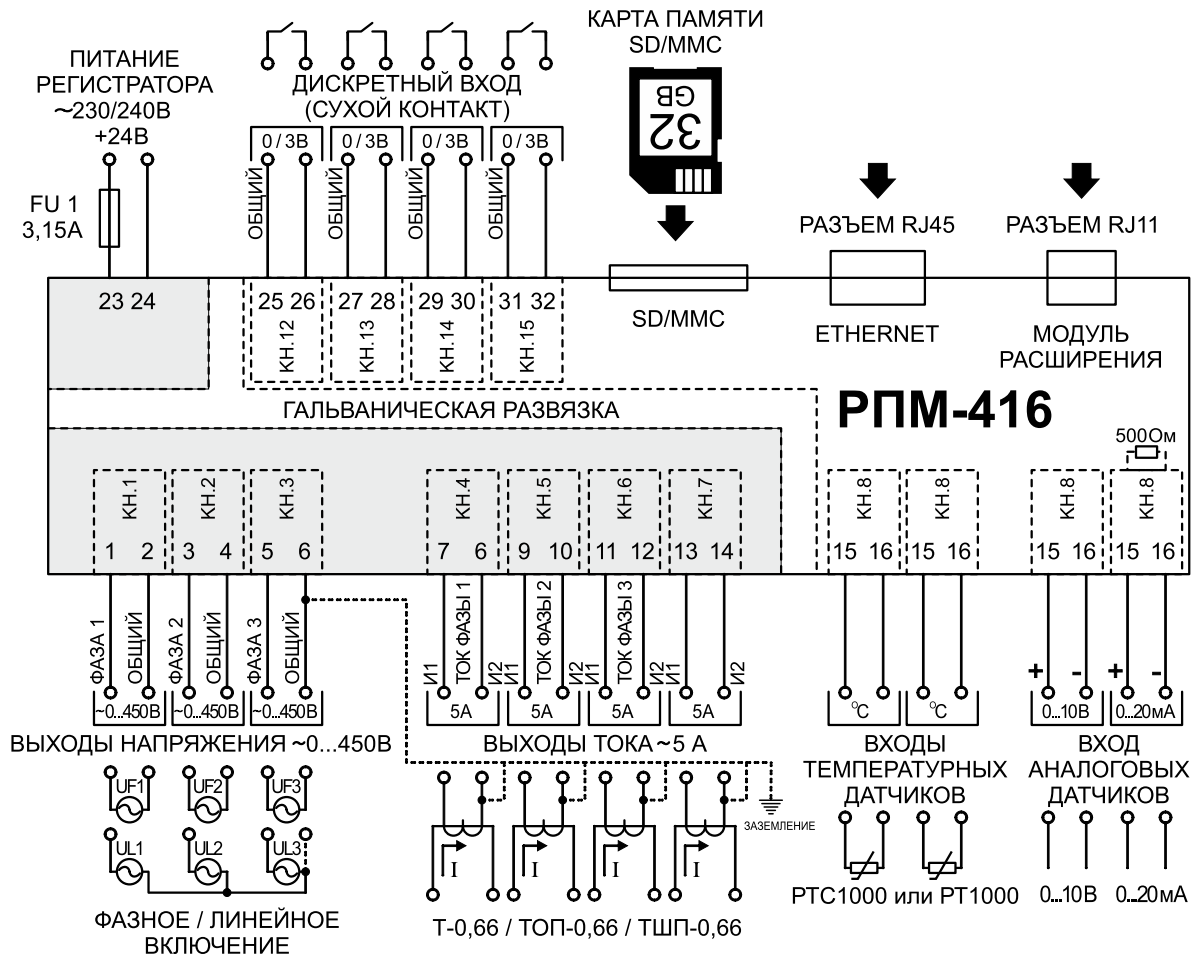 КАРТА ПАМЯТИ
SD/MMC
32
GB
ПИТАНИЕ
РЕГИСТРАТОРА
~230/240В
+24В
FU 1
3,15А
ДИСКРЕТНЫЙ ВХОД
(СУХОЙ КОНТАКТ)
0 / 3В 0 / 3В 0 / 3В 0 / 3В
ОБЩИЙ ОБЩИЙ ОБЩИЙ ОБЩИЙ
РАЗЪЕМ RJ45 РАЗЪЕМ RJ11
23 24 25 26 27 28 29 30 31 32
КН.12 КН.13 КН.14 КН.15
SD/MMC
ETHERNET
МОДУЛЬ
РАСШИРЕНИЯ
ГАЛЬВАНИЧЕСКАЯ РАЗВЯЗКА
РПМ-416
500Ом
КН.1 КН.2 КН.3 КН.4 КН.5 КН.6 КН.7 КН.8 КН.8 КН.8 КН.8
1 2 3 4 5 6 7 6 9 10 11 12 13 14 15 16 15 16 15 16 15 16
ФАЗА 1 ОБЩИЙ ФАЗА 2 ОБЩИЙ ФАЗА 3 ОБЩИЙ
И1 ТОК ФАЗЫ 1 И2 И1 ТОК ФАЗЫ 2 И2 И1 ТОК ФАЗЫ 3 И2 И1 И2
+ - + -
~0...450В ~0...450В ~0...450В 5А 5А 5А 5А °С °С 0...10В 0...20мА
ВЫХОДЫ НАПРЯЖЕНИЯ ~0...450В
ВЫХОДЫ ТОКА ~5 А
ВХОДЫ
ТЕМПЕРАТУРНЫХ
ДАТЧИКОВ
ВХОД
АНАЛОГОВЫХ
ДАТЧИКОВ
UF1 UF2 UF3
UL1 UL2 UL3
ЗАЗЕМЛЕНИЕ
I I I I
PTC1000 или PT1000
0...10В 0...20мА
ФАЗНОЕ / ЛИНЕЙНОЕ
ВКЛЮЧЕНИЕ
Т-0,66 / ТОП-0,66 / ТШП-0,66